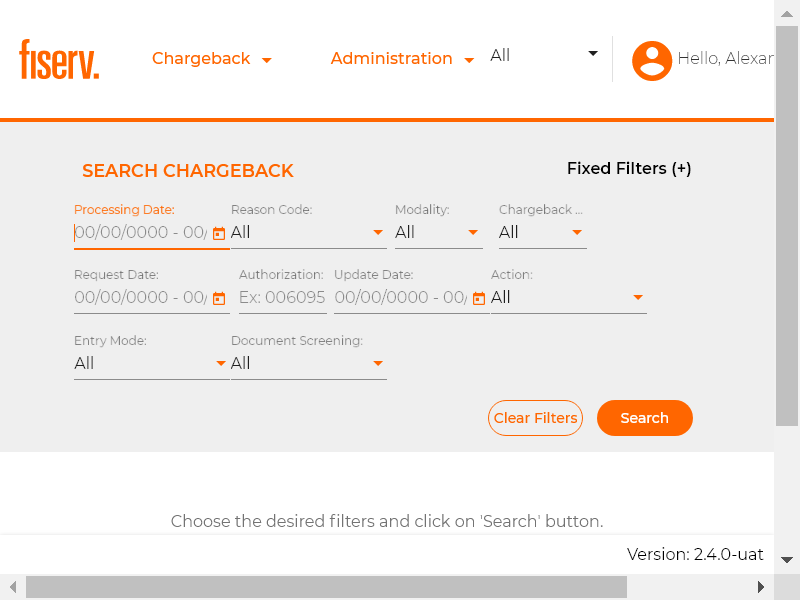 fiserv.
Chargeback
Administration
All
Hello, Alexar
SEARCH CHARGEBACK
Fixed Filters (+)
Processing Date:
Reason Code:
Modality:
Chargeback ...
00/00/0000 - 00/
All
All
All
Request Date:
Authorization:
Update Date:
Action:
00/00/0000 - 00/
Ex: 006095
00/00/0000 - 00/
All
Entry Mode:
Document Screening:
All
All
Clear Filters
Search
Choose the desired filters and click on 'Search' button.
Version: 2.4.0-uat